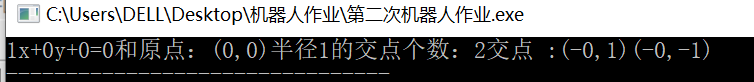 C:\Users\DELL\Desktop\机器人作业\第二次机器人作业.exe
1x+0y+0=0和原点：(0,0)半径1的交点个数：2交点 :(-0,1)(-0,-1)
--------------------------------